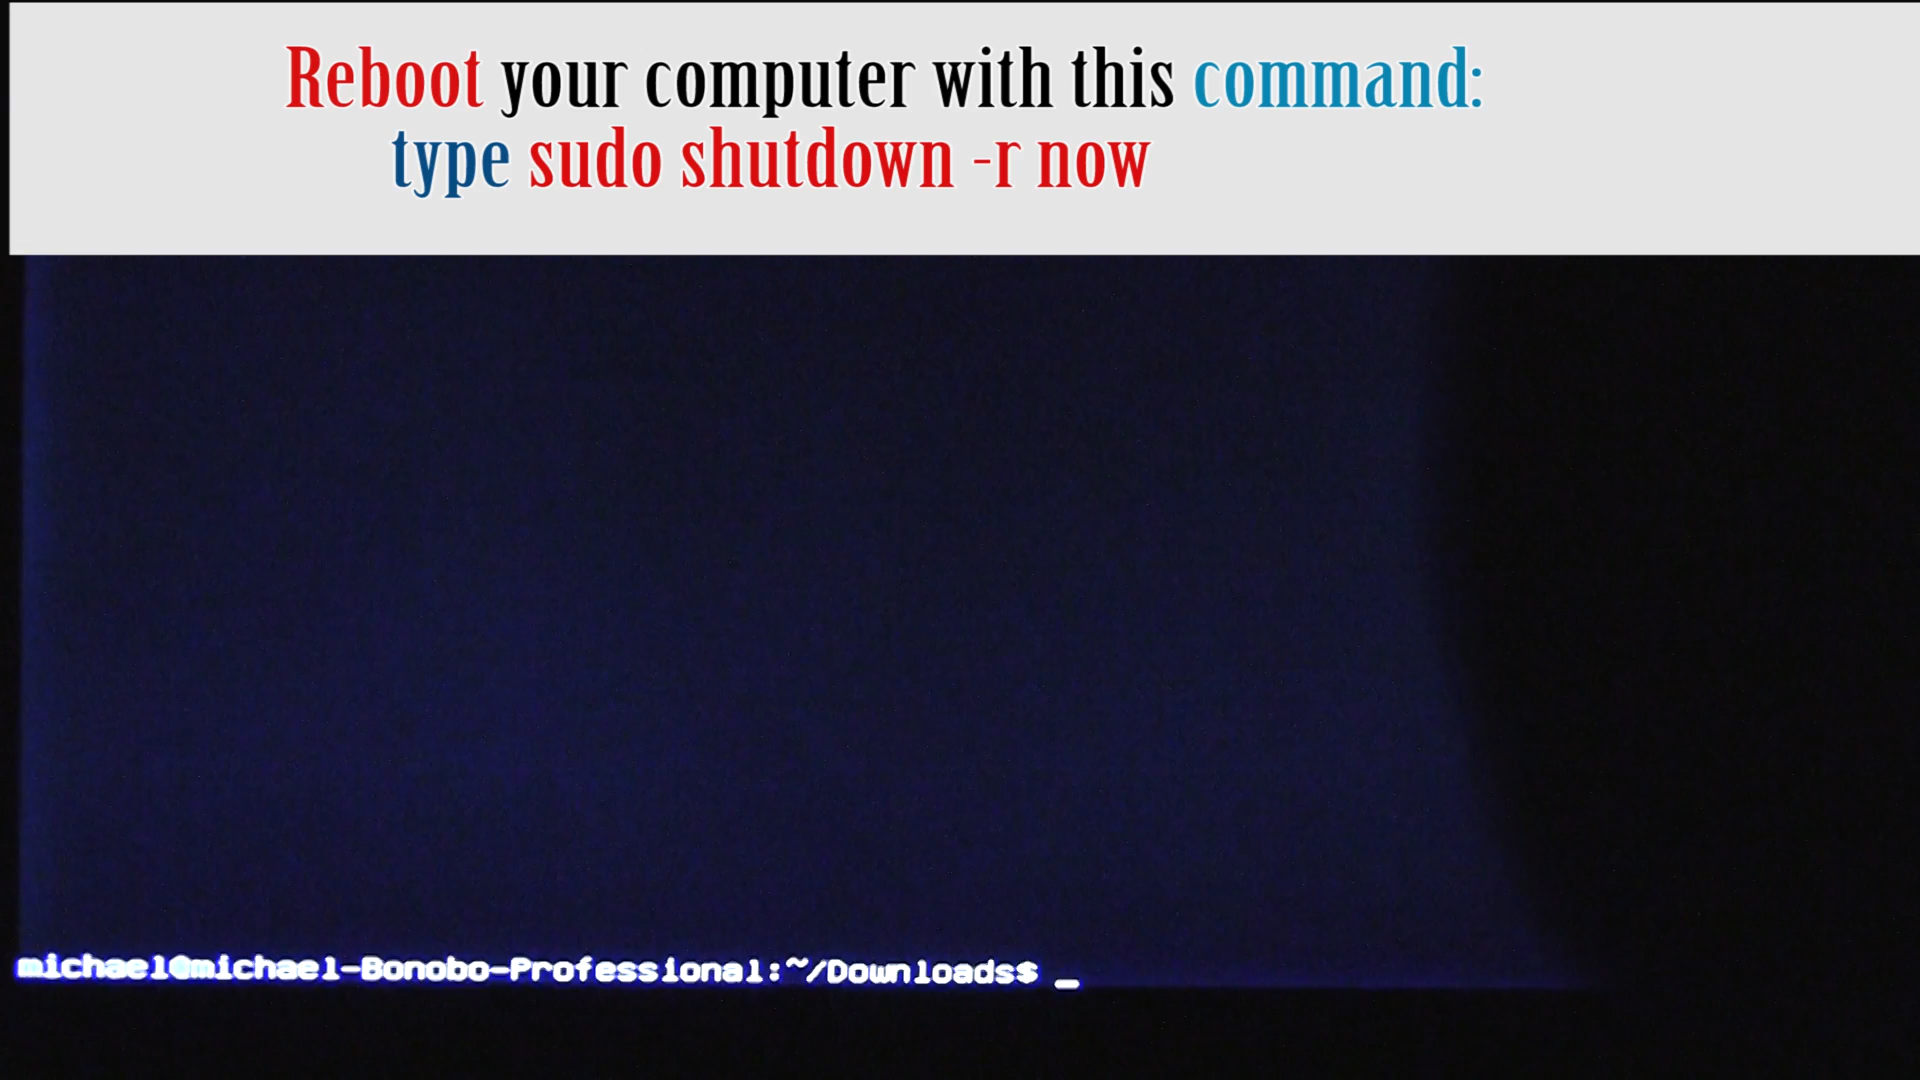 Reboot your computer with this command:
type sudo shutdown -r now
michael@michael-Bonobo-Professional:~/Downloads$ _